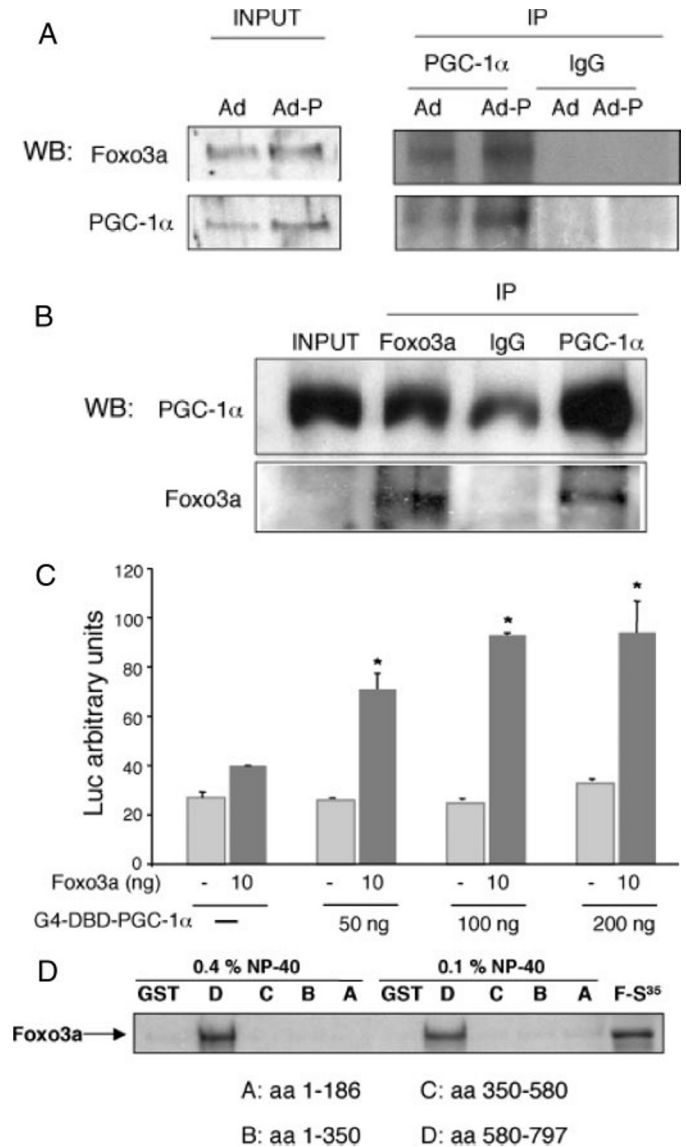 A
INPUT IP
PGC-1α IgG
Ad Ad-P Ad Ad-P Ad Ad-P
WB: Foxo3a
PGC-1α
B
IP
INPUT Foxo3a IgG PGC-1α
WB: PGC-1α
Foxo3a
C
120
100
80
60
40
20
0
Luc arbitrary units
* * *
Foxo3a (ng) - 10 - 10 - 10 - 10
G4-DBD-PGC-1α — 50 ng 100 ng 200 ng
D
0.4 % NP-40 0.1 % NP-40
GST D C B A GST D C B A F-S³⁵
Foxo3a→
A: aa 1-186 C: aa 350-580
B: aa 1-350 D: aa 580-797